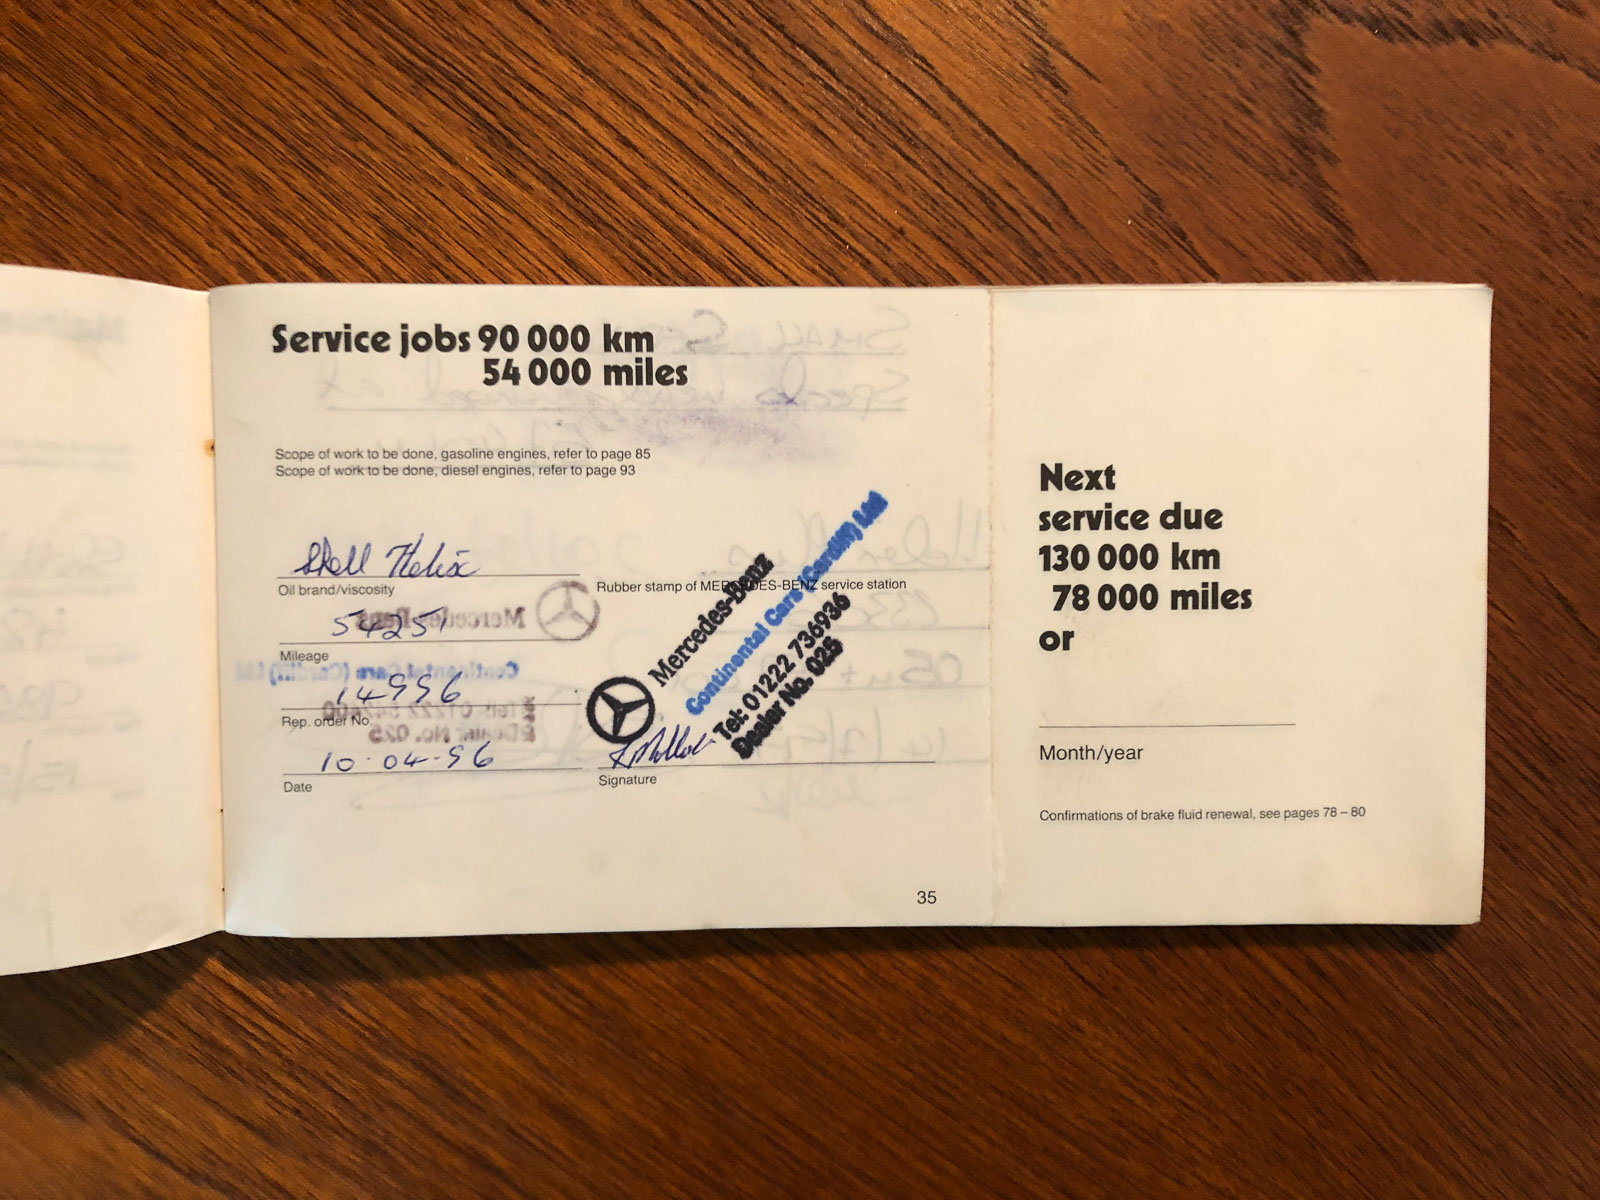 Service jobs 90 000 km
54 000 miles
Scope of work to be done, gasoline engines, refer to page 85
Scope of work to be done, diesel engines, refer to page 93
Shell Helix
Oil brand/viscosity
54251
Mileage
14996
Rep. order No.
10·04-96
Date
Rubber stamp of MERCEDES-BENZ service station
Mercedes-Benz
Continental Cars (Cardiff) Ltd
Tel: 01222 736936
Dealer No. 025
Signature
35
Next
service due
130 000 km
78 000 miles
or
Month/year
Confirmations of brake fluid renewal, see pages 78 – 80